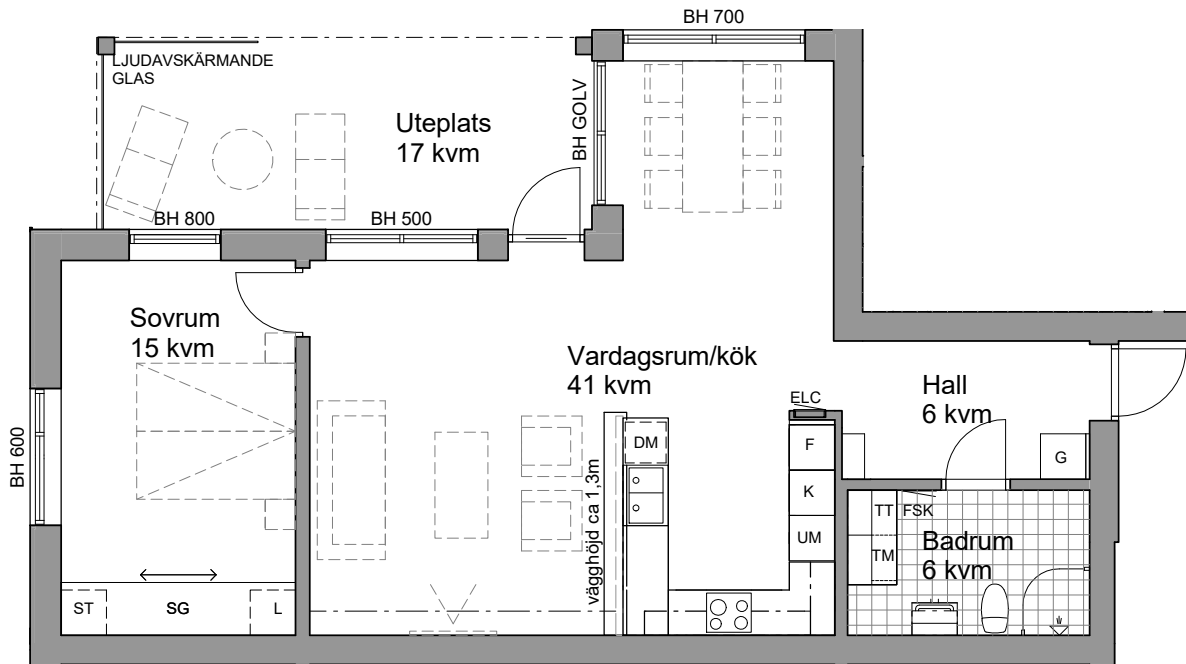 BH 700
LJUDAVSKÄRMANDE
GLAS
Uteplats
17 kvm
BH GOLV
BH 800
BH 500
Sovrum
15 kvm
Vardagsrum/kök
41 kvm
Hall
6 kvm
ELC
BH 600
DM
F
G
K
vägghöjd ca 1,3m
TT
FSK
UM
TM
Badrum
6 kvm
ST
SG
L